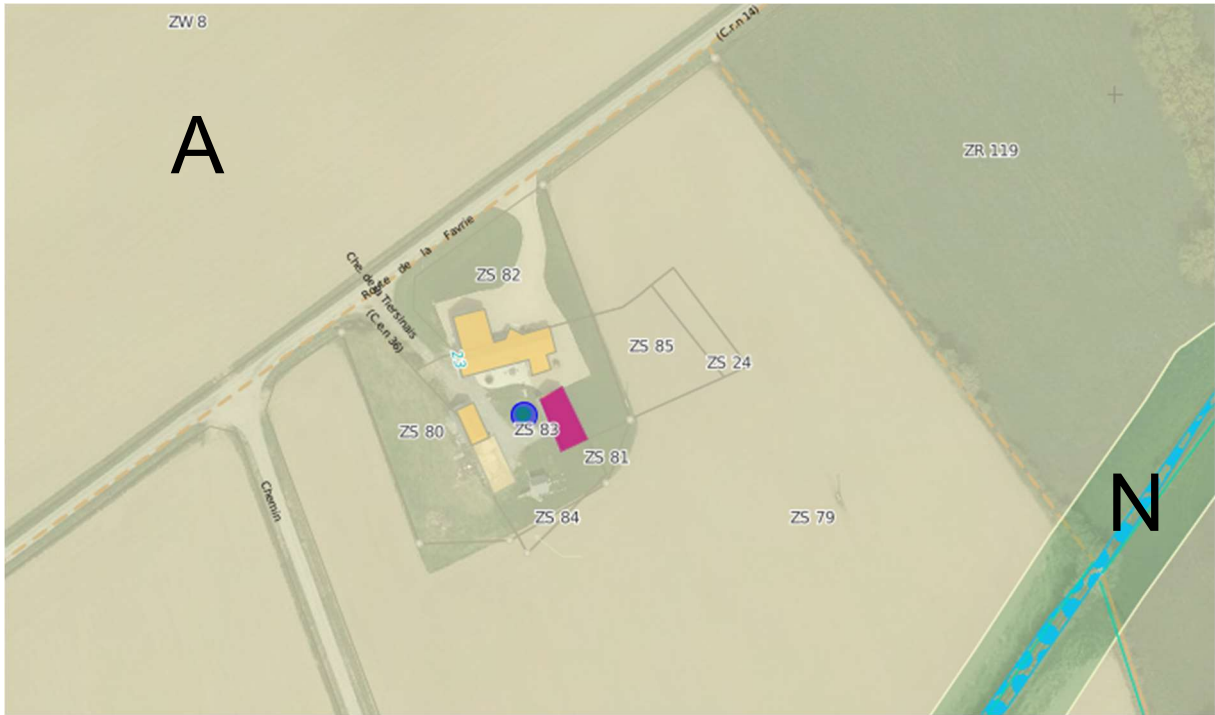 ZW 8
(C.r.n 14)
A
ZR 119
Route de la Favrie
Che. de la Tiersinais
(C.e.n 36)
ZS 82
23
ZS 85
ZS 24
ZS 80
ZS 83
ZS 81
Chemin
ZS 84
ZS 79
N